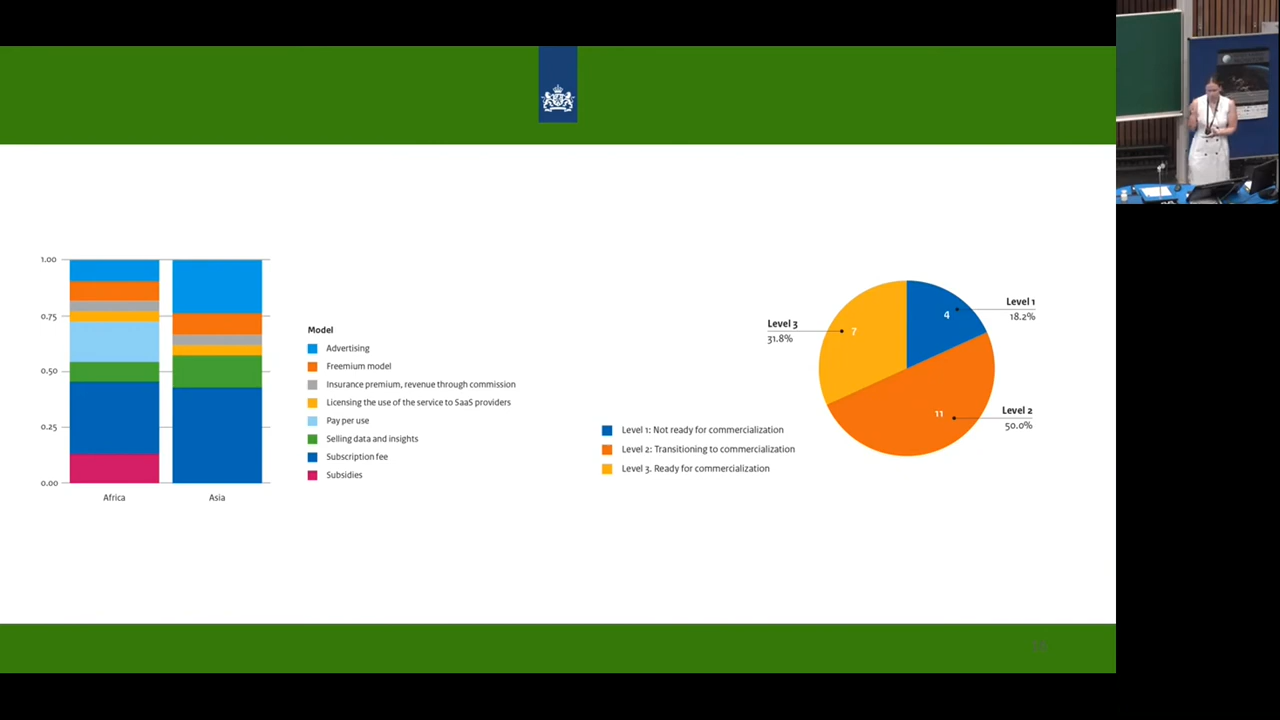 1.00
0.75
0.50
0.25
0.00
Africa
Asia
Model
Advertising
Freemium model
Insurance premium, revenue through commission
Licensing the use of the service to SaaS providers
Pay per use
Selling data and insights
Subscription fee
Subsidies
Level 1: Not ready for commercialization
Level 2: Transitioning to commercialization
Level 3. Ready for commercialization
Level 3
31.8%
7
4
Level 1
18.2%
11
Level 2
50.0%